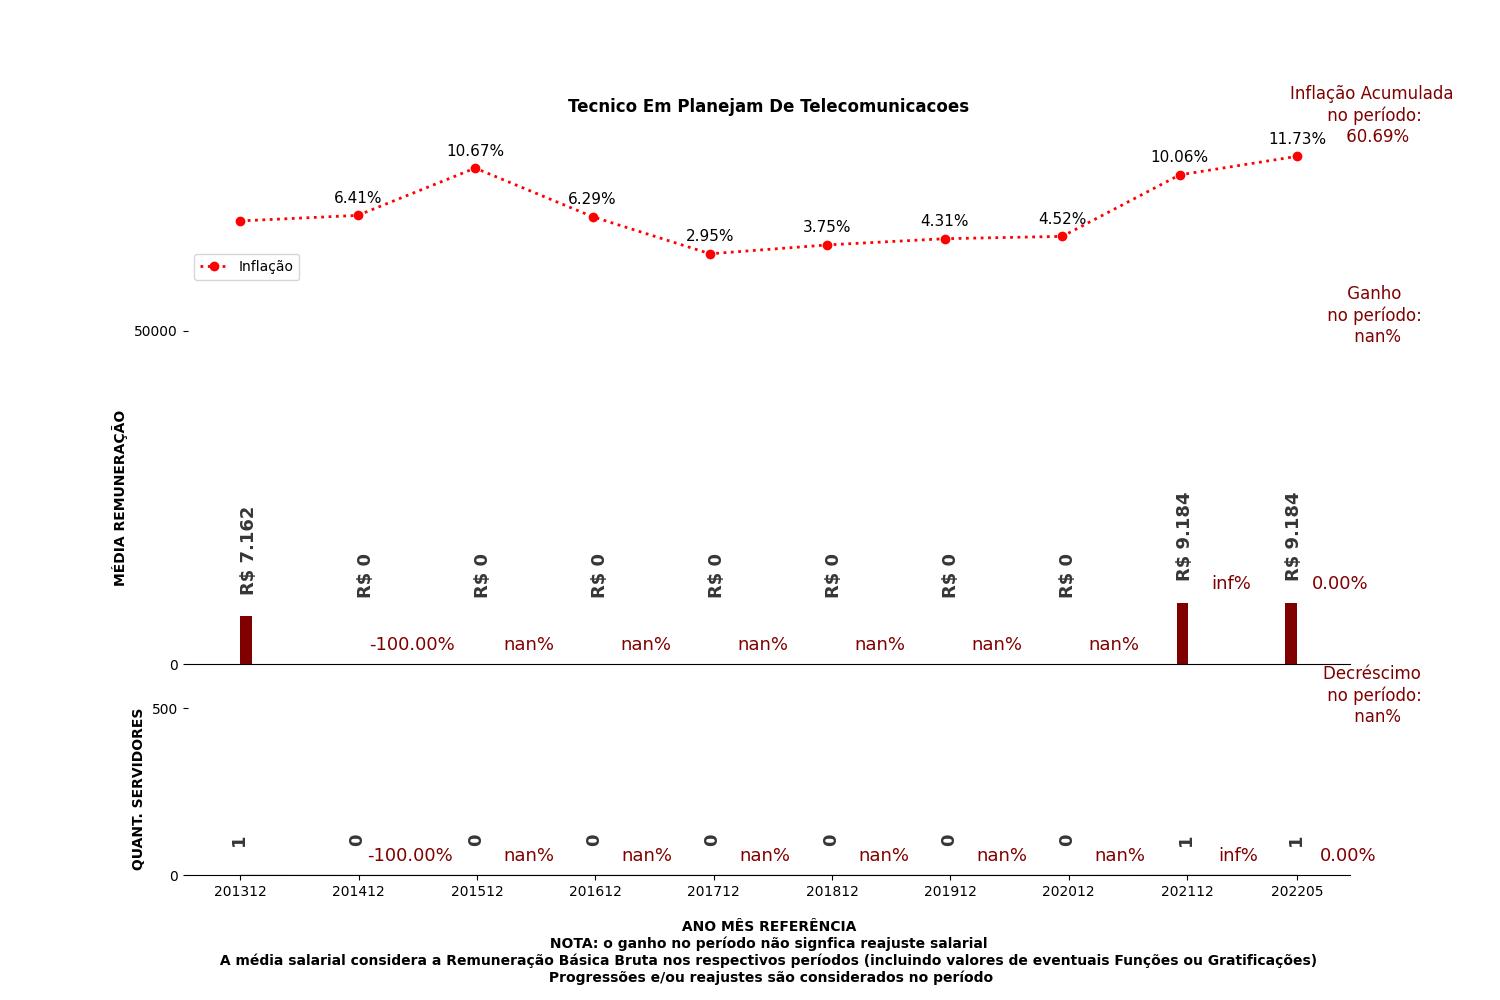 Tecnico Em Planejam De Telecomunicacoes
Inflação Acumulada
no período:
60.69%
6.41%
10.67%
6.29%
2.95%
3.75%
4.31%
4.52%
10.06%
11.73%
Inflação
Ganho
no período:
nan%
50000
0
MÉDIA REMUNERAÇÃO
R$ 7.162
R$ 0
R$ 0
R$ 0
R$ 0
R$ 0
R$ 0
R$ 0
R$ 9.184
R$ 9.184
-100.00%
nan%
nan%
nan%
nan%
nan%
nan%
inf%
0.00%
Decréscimo
no período:
nan%
500
0
QUANT. SERVIDORES
1
0
0
0
0
0
0
0
1
1
-100.00%
nan%
nan%
nan%
nan%
nan%
nan%
inf%
0.00%
201312
201412
201512
201612
201712
201812
201912
202012
202112
202205
ANO MÊS REFERÊNCIA
NOTA: o ganho no período não signfica reajuste salarial
A média salarial considera a Remuneração Básica Bruta nos respectivos períodos (incluindo valores de eventuais Funções ou Gratificações)
Progressões e/ou reajustes são considerados no período